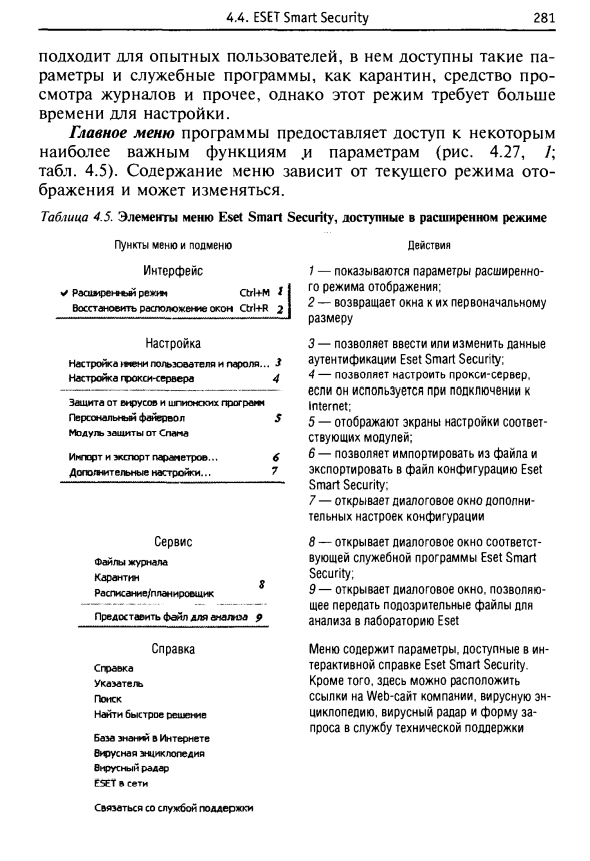 4.4. ESET Smart Security 281
подходит для опытных пользователей, в нем доступны такие па-
раметры и служебные программы, как карантин, средство про-
смотра журналов и прочее, однако этот режим требует больше
времени для настройки.
Главное меню программы предоставляет доступ к некоторым
наиболее важным функциям и параметрам (рис. 4.27, 1;
табл. 4.5). Содержание меню зависит от текущего режима ото-
бражения и может изменяться.
Таблица 4.5. Элементы меню Eset Smart Security, доступные в расширенном режиме
Пункты меню и подменю
Действия
Интерфейс
✔ Расширенный режим Ctrl+M 1
Восстановить расположение окон Ctrl+R 2
1 — показываются параметры расширенно-
го режима отображения;
2 — возвращает окна к их первоначальному
размеру
Настройка
Настройка имени пользователя и пароля... 3
Настройка прокси-сервера 4
Защита от вирусов и шпионских программ
Персональный файервол 5
Модуль защиты от Спама
Импорт и экспорт параметров... 6
Дополнительные настройки... 7
3 — позволяет ввести или изменить данные
аутентификации Eset Smart Security;
4 — позволяет настроить прокси-сервер,
если он используется при подключении к
Internet;
5 — отображают экраны настройки соответ-
ствующих модулей;
6 — позволяет импортировать из файла и
экспортировать в файл конфигурацию Eset
Smart Security;
7 — открывает диалоговое окно дополни-
тельных настроек конфигурации
Сервис
Файлы журнала
Карантин
Расписание/планировщик 8
Предоставить файл для анализа 9
8 — открывает диалоговое окно соответст-
вующей служебной программы Eset Smart
Security;
9 — открывает диалоговое окно, позволяю-
щее передать подозрительные файлы для
анализа в лабораторию Eset
Справка
Справка
Указатель
Поиск
Найти быстрое решение
База знаний в Интернете
Вирусная энциклопедия
Вирусный радар
ESET в сети
Связаться со службой поддержки
Меню содержит параметры, доступные в ин-
терактивной справке Eset Smart Security.
Кроме того, здесь можно расположить
ссылки на Web-сайт компании, вирусную эн-
циклопедию, вирусный радар и форму за-
проса в службу технической поддержки